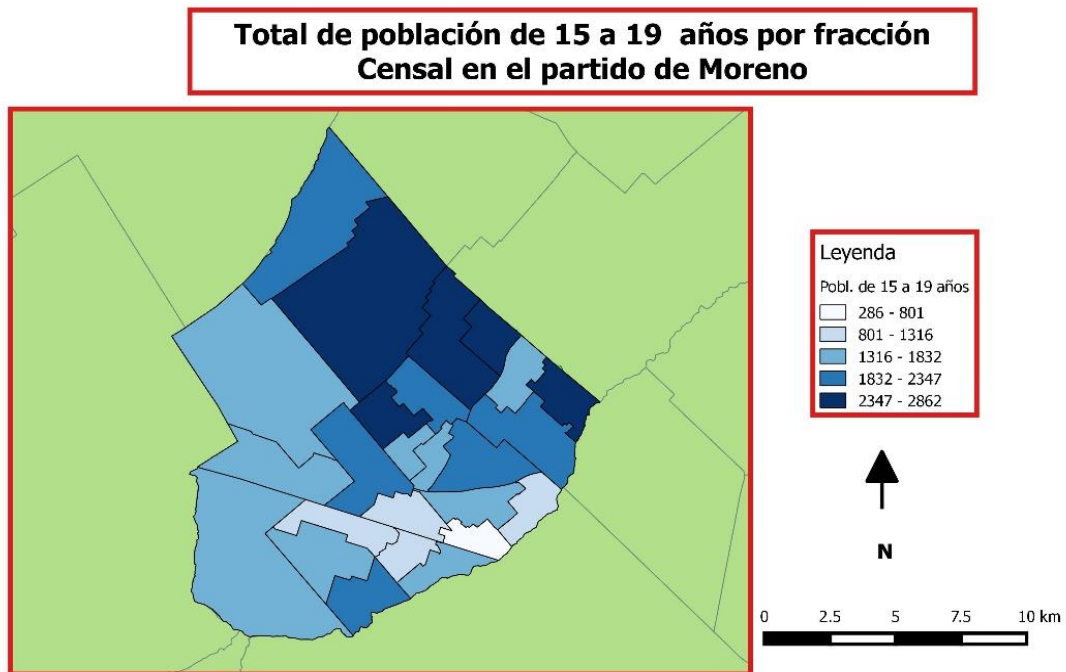 Total de población de 15 a 19 años por fracción
Censal en el partido de Moreno
Leyenda
Pobl. de 15 a 19 años
286 - 801
801 - 1316
1316 - 1832
1832 - 2347
2347 - 2862
N
0 2.5 5 7.5 10 km